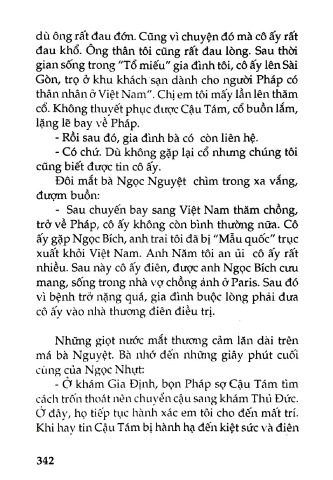 dù ông rất đau đớn. Cũng vì chuyện đó mà cô ấy rất
đau khổ. Ông thân tôi cũng rất đau lòng. Sau thời
gian sống trong "Tổ miếu" gia đình tôi, cô ấy lên Sài
Gòn, trọ ở khu khách sạn dành cho người Pháp có
thân nhân ở Việt Nam". Chị em tôi mấy lần lên thăm
cổ. Không thuyết phục được Cậu Tám, cổ buồn lắm,
lặng lẽ bay về Pháp.
- Rồi sau đó, gia đình bà có còn liên hệ.
- Có chứ. Dù không gặp lại cổ nhưng chúng tôi
cũng biết được tin cô ấy.
Đôi mắt bà Ngọc Nguyệt chìm trong xa vắng,
đượm buồn:
- Sau chuyến bay sang Việt Nam thăm chồng,
trở về Pháp, cô ấy không còn bình thường nữa. Cô
ấy gặp Ngọc Bích, anh trai tôi đã bị "Mẫu quốc" trục
xuất khỏi Việt Nam. Anh Năm tôi an ủi cô ấy rất
nhiều. Sau này cô ấy điên, được anh Ngọc Bích cưu
mang, sống trong nhà vợ chồng ảnh ở Paris. Sau đó
vì bệnh trở nặng quá, gia đình buộc lòng phải đưa
cô ấy vào nhà thương điên điều trị.
Những giọt nước mắt thương cảm lăn dài trên
má bà Nguyệt. Bà nhớ đến những giây phút cuối
cùng của Ngọc Nhựt:
- Ở khám Gia Định, bọn Pháp sợ Cậu Tám tìm
cách trốn thoát nên chuyển cậu sang khám Thủ Đức.
Ở đây, họ tiếp tục hành xác em tôi cho đến mất trí.
Khi hay tin Cậu Tám bị hành hạ đến kiệt sức và điên
342